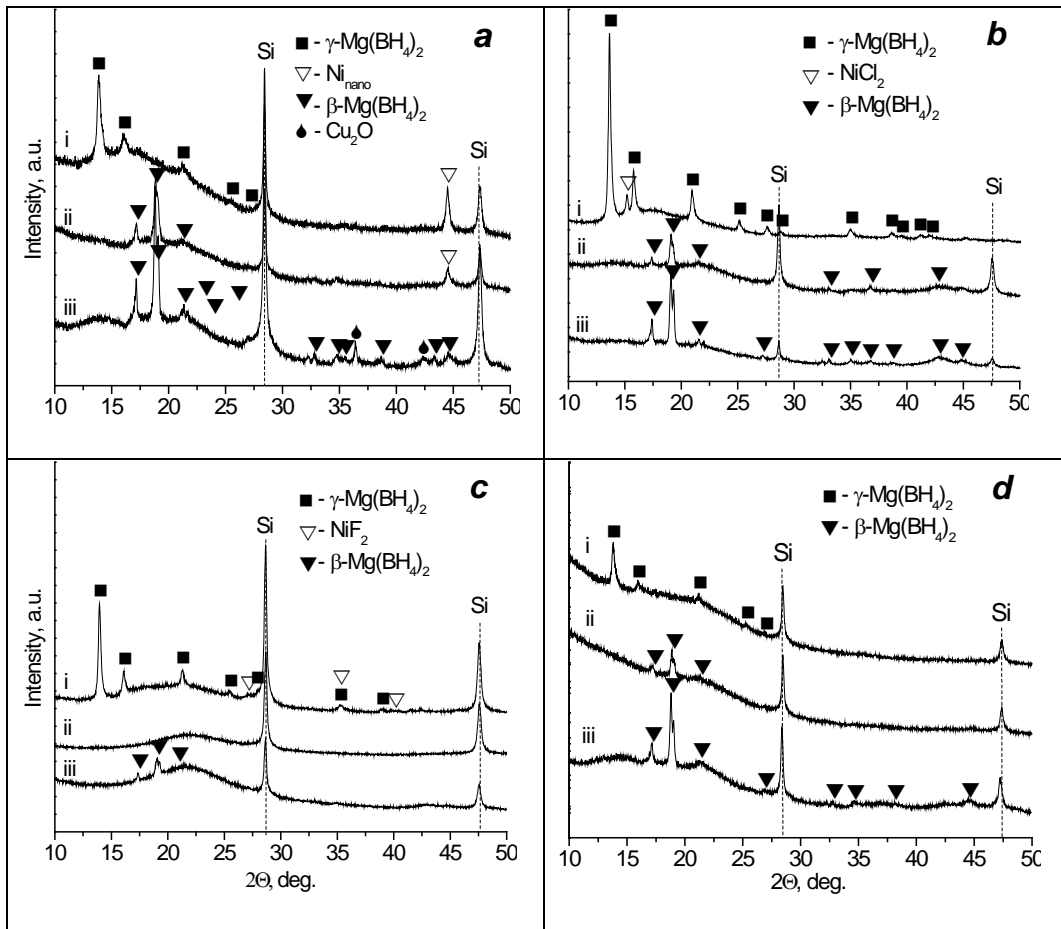 a
■ - γ-Mg(BH₄)₂
▽ - Ni_nano
▼ - β-Mg(BH₄)₂
- Cu₂O
Si
Si
i
ii
iii
Intensity, a.u.
10 15 20 25 30 35 40 45 50
b
■ - γ-Mg(BH₄)₂
▽ - NiCl₂
▼ - β-Mg(BH₄)₂
Si
Si
i
ii
iii
10 15 20 25 30 35 40 45 50
c
■ - γ-Mg(BH₄)₂
▽ - NiF₂
▼ - β-Mg(BH₄)₂
Si
Si
i
ii
iii
Intensity, a.u.
10 15 20 25 30 35 40 45 50
2Θ, deg.
d
■ - γ-Mg(BH₄)₂
▼ - β-Mg(BH₄)₂
Si
Si
i
ii
iii
10 15 20 25 30 35 40 45 50
2Θ, deg.